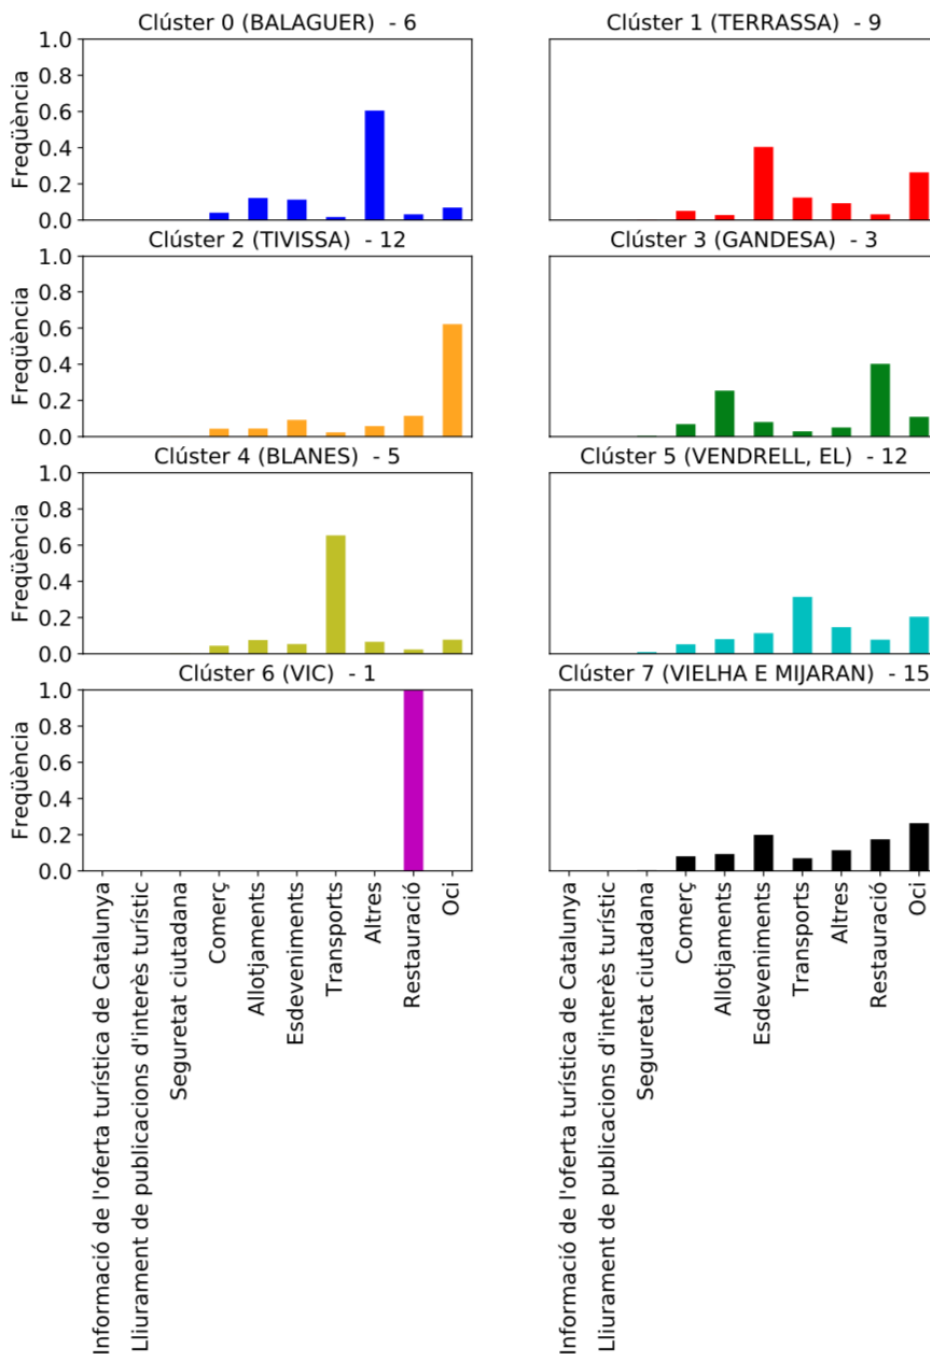 Clúster 0 (BALAGUER)  - 6
Clúster 1 (TERRASSA)  - 9
Freqüència
1.0
0.8
0.6
0.4
0.2
0.0
Clúster 2 (TIVISSA)  - 12
Clúster 3 (GANDESA)  - 3
Freqüència
1.0
0.8
0.6
0.4
0.2
0.0
Clúster 4 (BLANES)  - 5
Clúster 5 (VENDRELL, EL)  - 12
Freqüència
1.0
0.8
0.6
0.4
0.2
0.0
Clúster 6 (VIC)  - 1
Clúster 7 (VIELHA E MIJARAN)  - 15
Freqüència
1.0
0.8
0.6
0.4
0.2
0.0
Informació de l'oferta turística de Catalunya
Lliurament de publicacions d'interès turístic
Seguretat ciutadana
Comerç
Allotjaments
Esdeveniments
Transports
Altres
Restauració
Oci
Informació de l'oferta turística de Catalunya
Lliurament de publicacions d'interès turístic
Seguretat ciutadana
Comerç
Allotjaments
Esdeveniments
Transports
Altres
Restauració
Oci